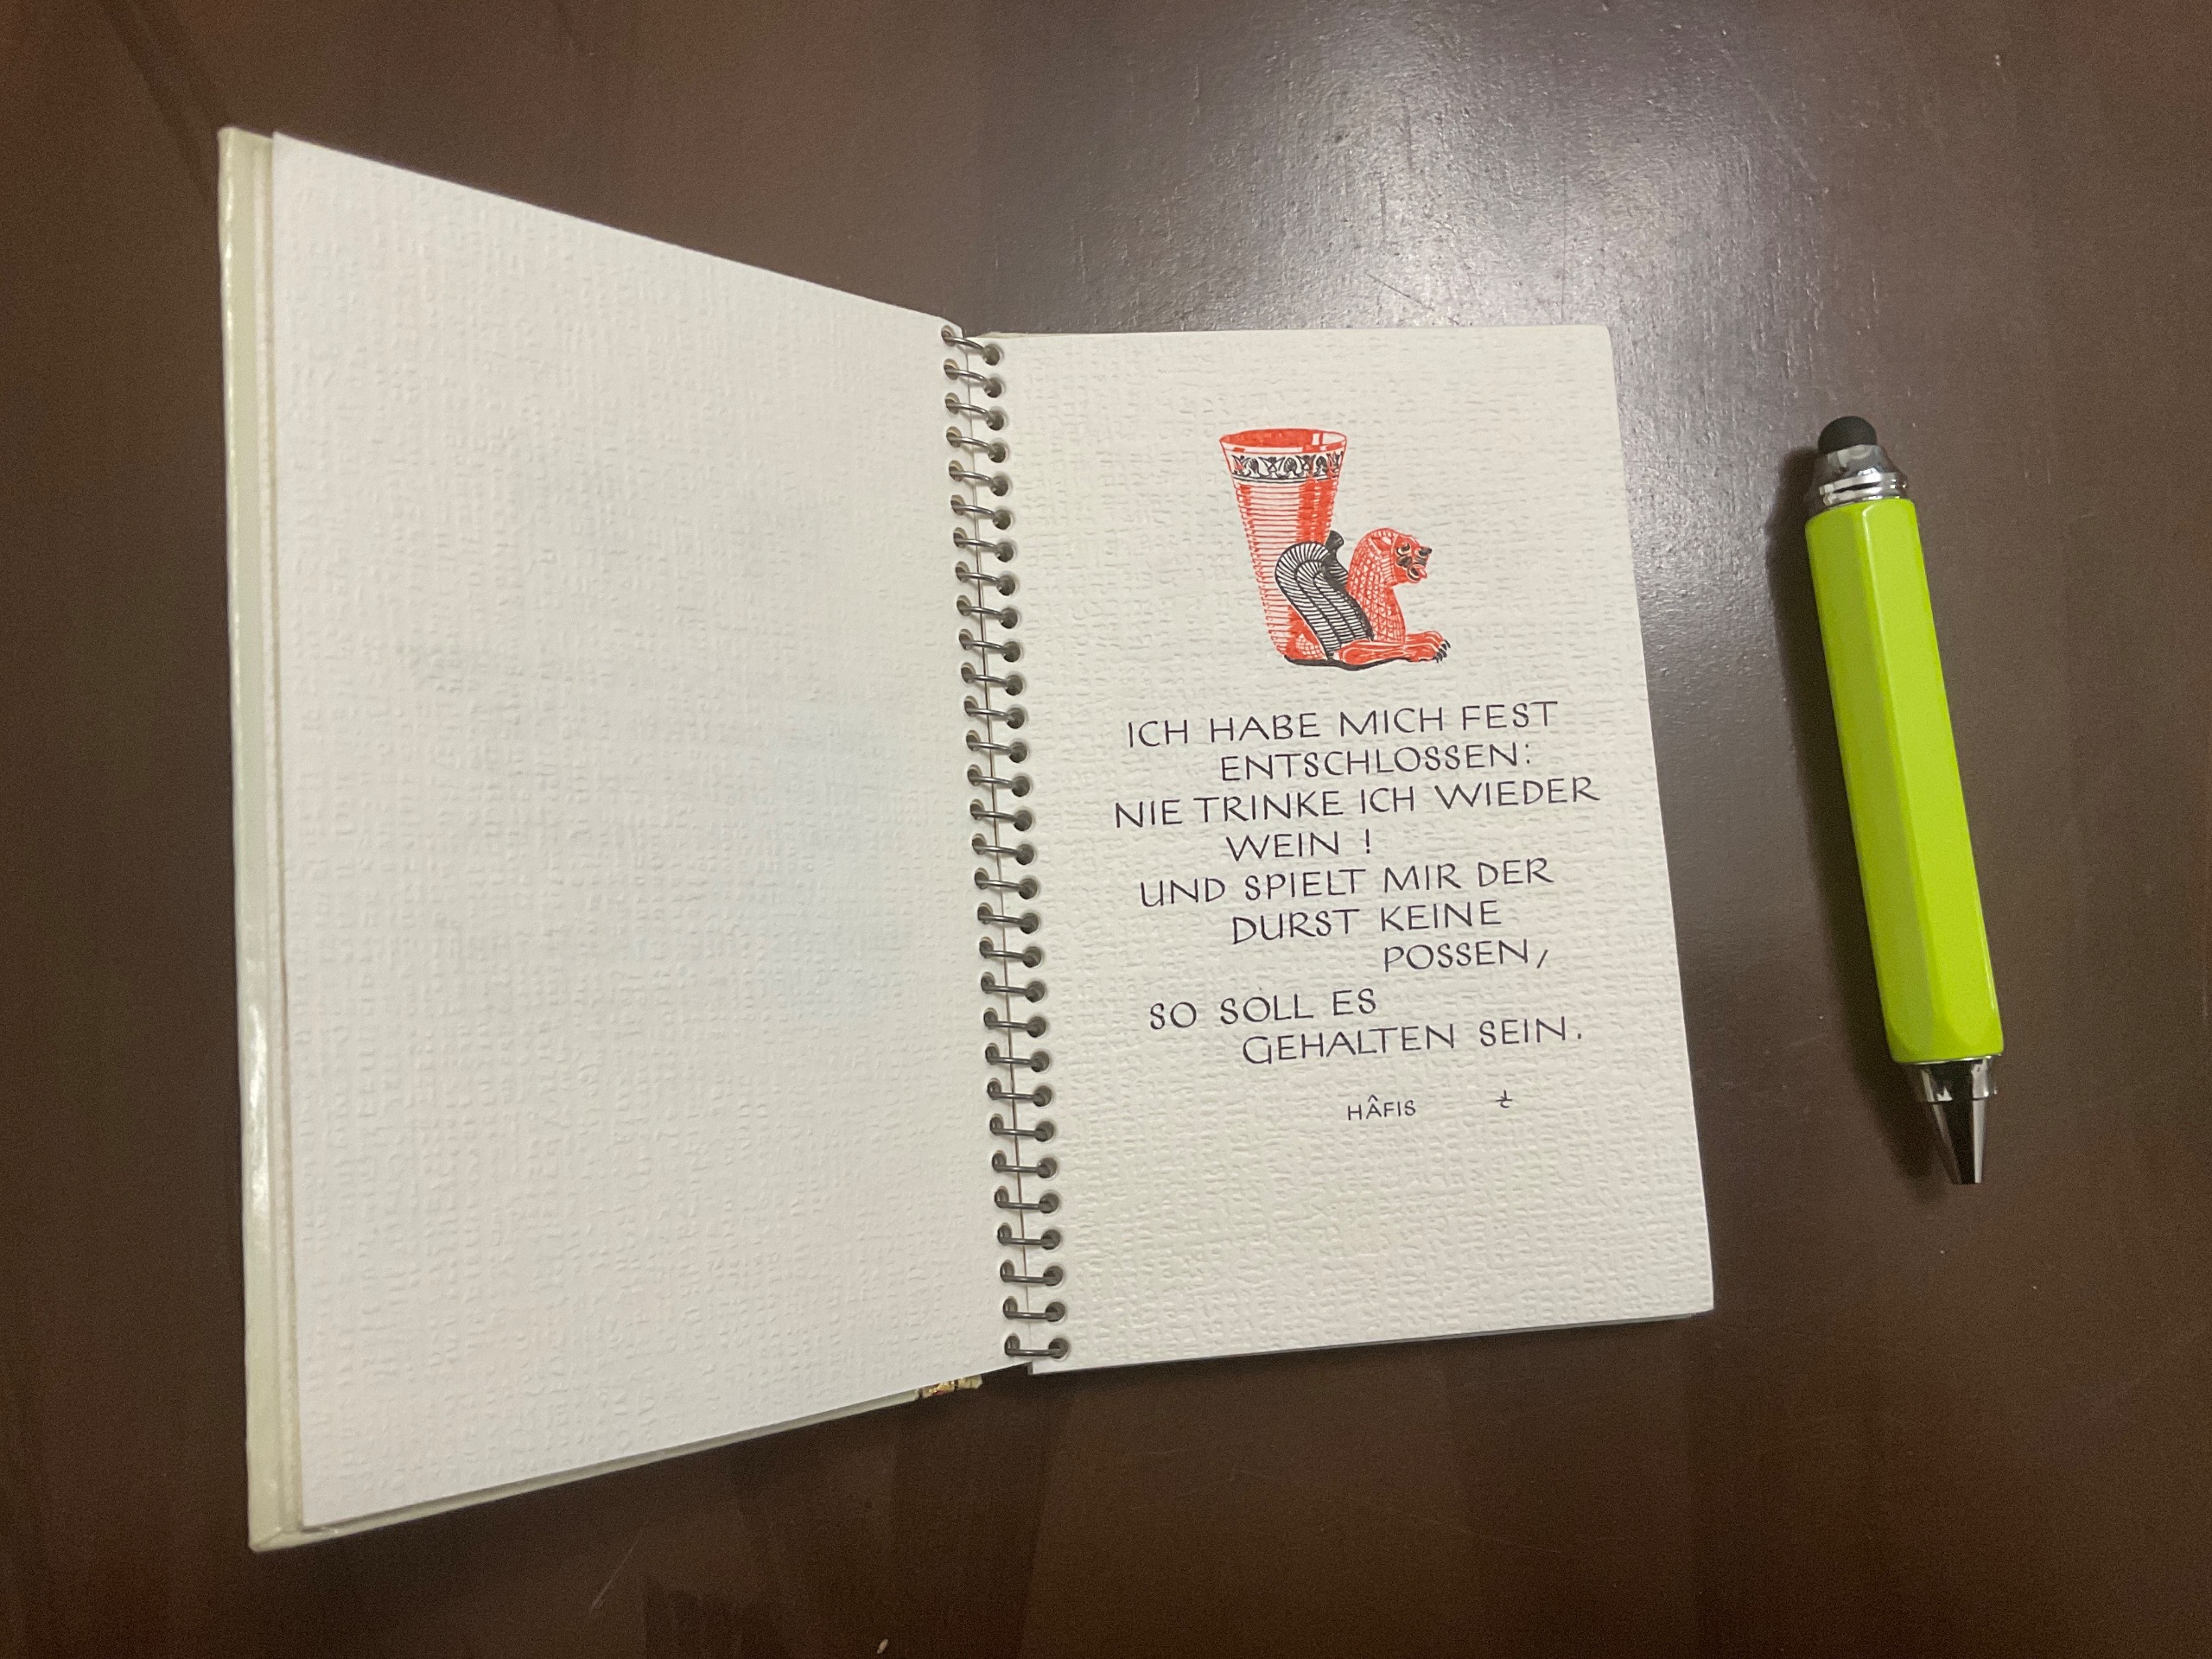 ICH HABE MICH FEST
ENTSCHLOSSEN:
NIE TRINKE ICH WIEDER
WEIN !
UND SPIELT MIR DER
DURST KEINE
POSSEN,
SO SOLL ES
GEHALTEN SEIN.
HÂFIS